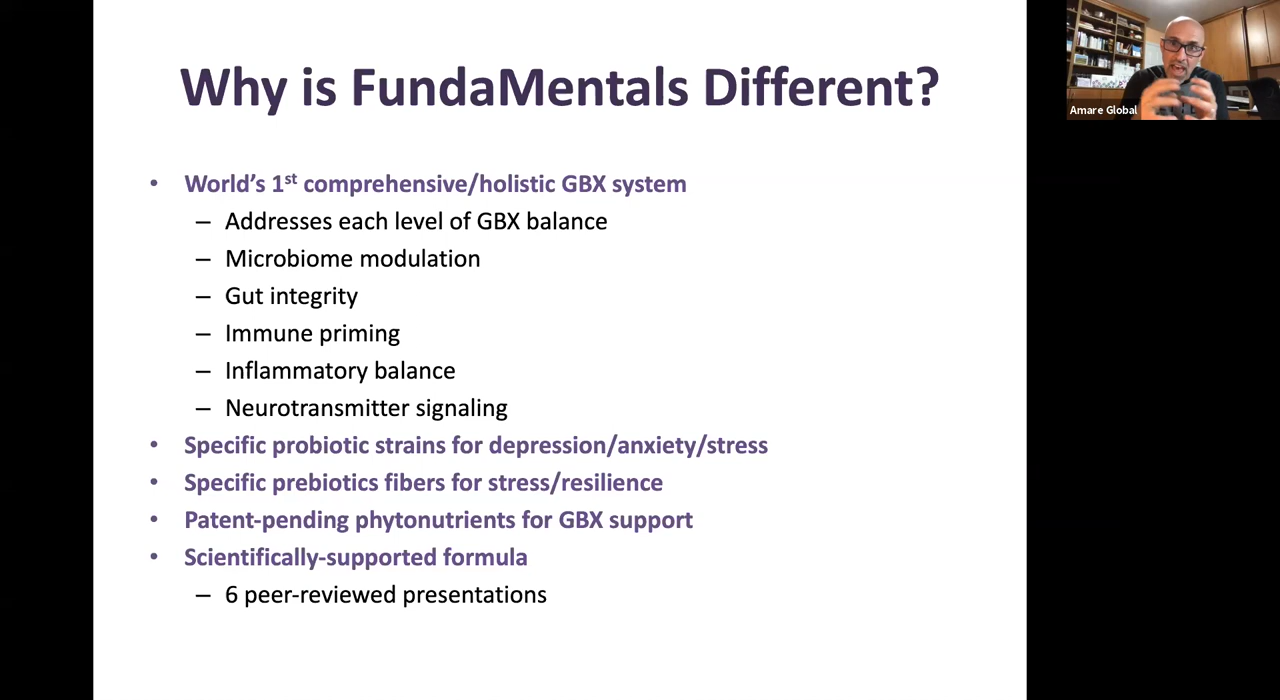 Why is FundaMentals Different?
Amare Global
• World's 1st comprehensive/holistic GBX system
– Addresses each level of GBX balance
– Microbiome modulation
– Gut integrity
– Immune priming
– Inflammatory balance
– Neurotransmitter signaling
• Specific probiotic strains for depression/anxiety/stress
• Specific prebiotics fibers for stress/resilience
• Patent-pending phytonutrients for GBX support
• Scientifically-supported formula
– 6 peer-reviewed presentations